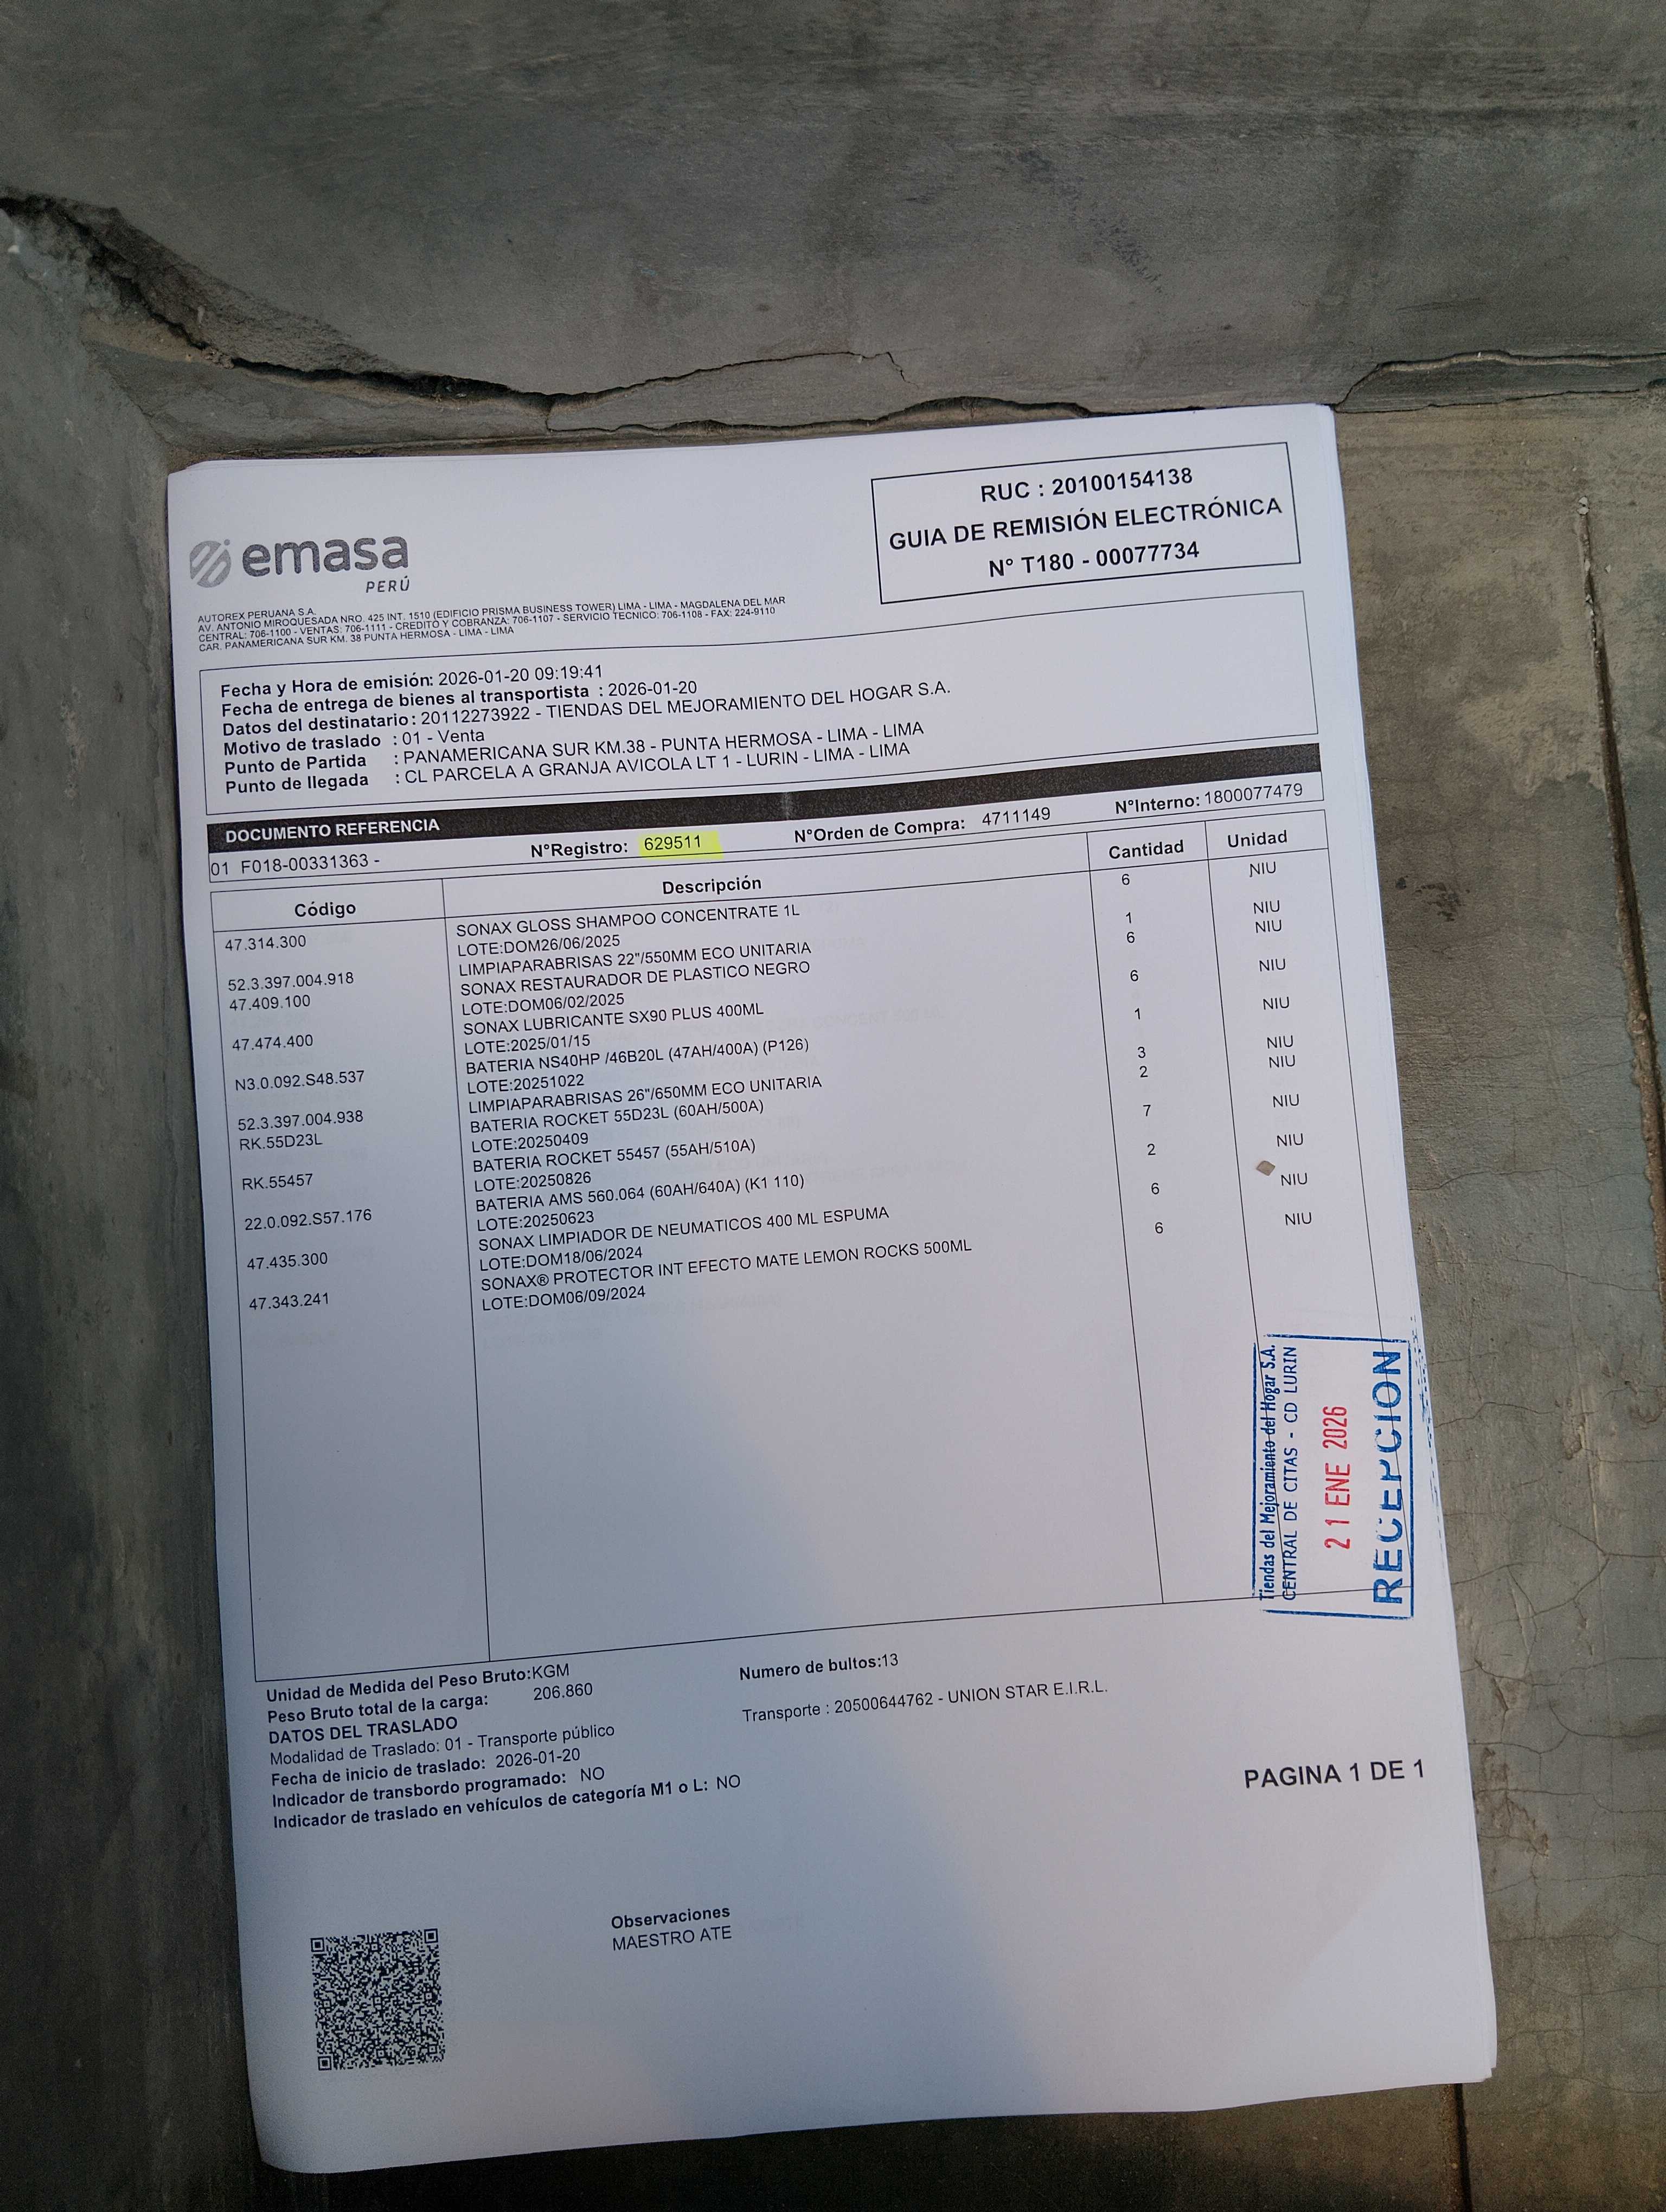 RUC : 20100154138
GUIA DE REMISIÓN ELECTRÓNICA
N° T180 - 00077734
emasa
PERÚ
AUTOREX PERUANA S.A.
AV. ANTONIO MIROQUESADA NRO. 425 INT. 1510 (EDIFICIO PRISMA BUSINESS TOWER) LIMA - LIMA - MAGDALENA DEL MAR
CENTRAL: 706-1100 - VENTAS: 706-1111 - CREDITO Y COBRANZA: 706-1107 - SERVICIO TECNICO: 706-1108 - FAX: 224-9110
CAR. PANAMERICANA SUR KM. 38 PUNTA HERMOSA - LIMA - LIMA
Fecha y Hora de emisión: 2026-01-20 09:19:41
Fecha de entrega de bienes al transportista : 2026-01-20
Datos del destinatario : 20112273922 - TIENDAS DEL MEJORAMIENTO DEL HOGAR S.A.
Motivo de traslado : 01 - Venta
Punto de Partida : PANAMERICANA SUR KM.38 - PUNTA HERMOSA - LIMA - LIMA
Punto de llegada : CL PARCELA A GRANJA AVICOLA LT 1 - LURIN - LIMA - LIMA
DOCUMENTO REFERENCIA
01 F018-00331363 - N°Registro: 629511 N°Orden de Compra: 4711149 N°Interno: 1800077479
Código Descripción Cantidad Unidad
47.314.300 SONAX GLOSS SHAMPOO CONCENTRATE 1L 6 NIU
LOTE:DOM26/06/2025
52.3.397.004.918 LIMPIAPARABRISAS 22"/550MM ECO UNITARIA 1 NIU
47.409.100 SONAX RESTAURADOR DE PLASTICO NEGRO 6 NIU
LOTE:DOM06/02/2025
47.474.400 SONAX LUBRICANTE SX90 PLUS 400ML 6 NIU
LOTE:2025/01/15
N3.0.092.S48.537 BATERIA NS40HP /46B20L (47AH/400A) (P126) 1 NIU
LOTE:20251022
52.3.397.004.938 LIMPIAPARABRISAS 26"/650MM ECO UNITARIA 3 NIU
RK.55D23L BATERIA ROCKET 55D23L (60AH/500A) 2 NIU
LOTE:20250409
RK.55457 BATERIA ROCKET 55457 (55AH/510A) 7 NIU
LOTE:20250826
22.0.092.S57.176 BATERIA AMS 560.064 (60AH/640A) (K1 110) 2 NIU
LOTE:20250623
47.435.300 SONAX LIMPIADOR DE NEUMATICOS 400 ML ESPUMA 6 NIU
LOTE:DOM18/06/2024
47.343.241 SONAX® PROTECTOR INT EFECTO MATE LEMON ROCKS 500ML 6 NIU
LOTE:DOM06/09/2024
Tiendas del Mejoramiento del Hogar S.A.
CENTRAL DE CITAS - CD LURIN
21 ENE 2026
RECEPCION
Unidad de Medida del Peso Bruto:KGM Numero de bultos:13
Peso Bruto total de la carga: 206.860
DATOS DEL TRASLADO Transporte : 20500644762 - UNION STAR E.I.R.L.
Modalidad de Traslado: 01 - Transporte público
Fecha de inicio de traslado: 2026-01-20
Indicador de transbordo programado: NO
Indicador de traslado en vehículos de categoría M1 o L: NO
PAGINA 1 DE 1
Observaciones
MAESTRO ATE